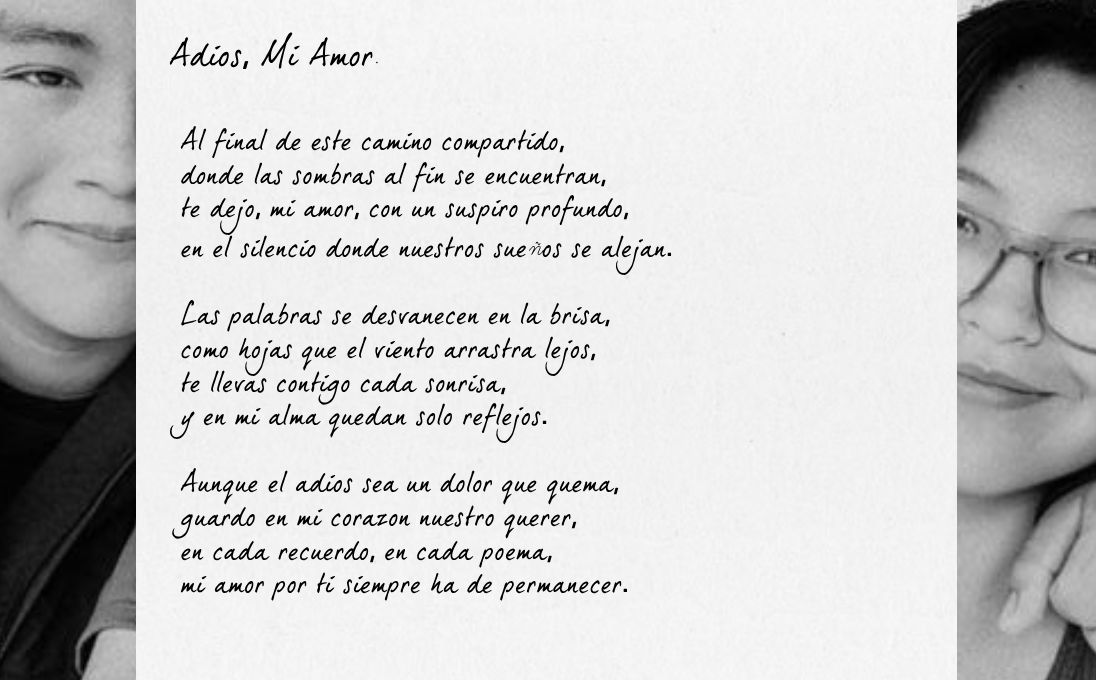 Adios, Mi Amor.
Al final de este camino compartido,
donde las sombras al fin se encuentran,
te dejo, mi amor, con un suspiro profundo,
en el silencio donde nuestros sueños se alejan.
Las palabras se desvanecen en la brisa,
como hojas que el viento arrastra lejos,
te llevas contigo cada sonrisa,
y en mi alma quedan solo reflejos.
Aunque el adios sea un dolor que quema,
guardo en mi corazon nuestro querer,
en cada recuerdo, en cada poema,
mi amor por ti siempre ha de permanecer.